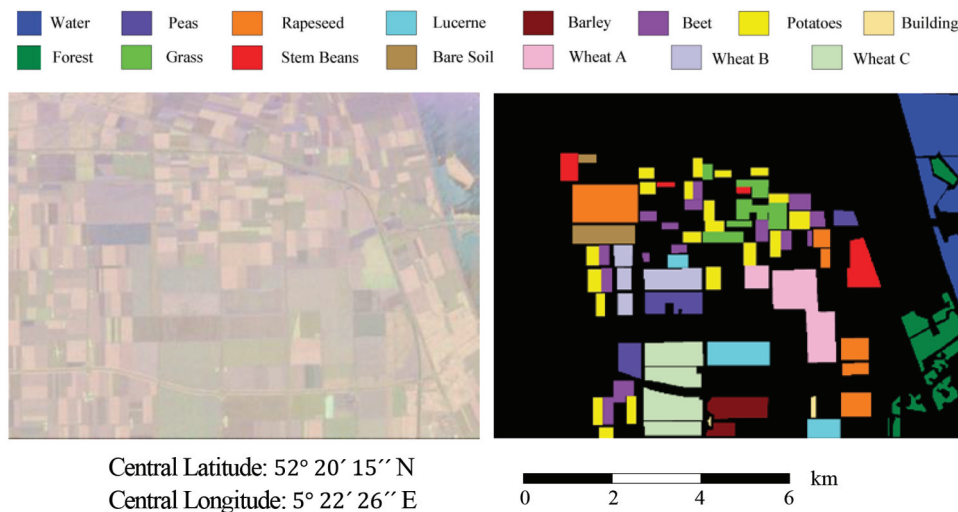 Water Peas Rapeseed Lucerne Barley Beet Potatoes Building
Forest Grass Stem Beans Bare Soil Wheat A Wheat B Wheat C
Central Latitude: 52° 20′ 15′′ N
Central Longitude: 5° 22′ 26′′ E
km
0 2 4 6